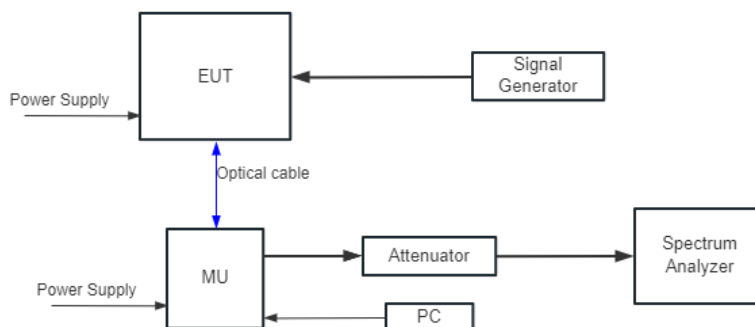 EUT
Signal
Generator
Power Supply
Optical cable
MU
Attenuator
Spectrum
Analyzer
Power Supply
PC